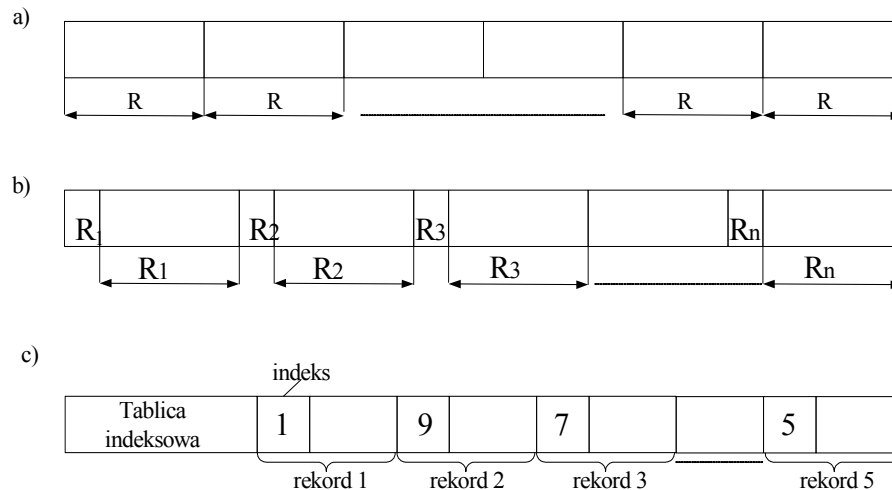 a)
R R R R
b)
R1 R2 R3 Rn
R1 R2 R3 Rn
c)
indeks
Tablica
indeksowa
1 9 7 5
rekord 1 rekord 2 rekord 3 rekord 5